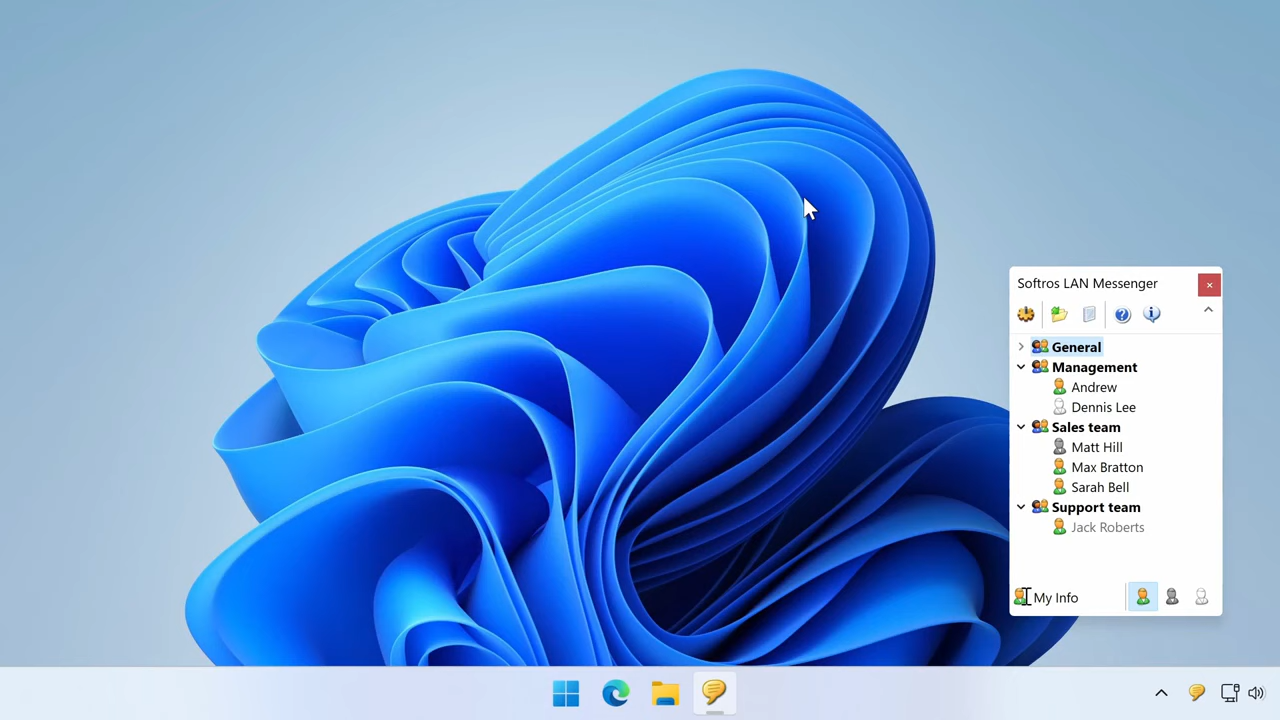 Softros LAN Messenger
General
Management
Andrew
Dennis Lee
Sales team
Matt Hill
Max Bratton
Sarah Bell
Support team
Jack Roberts
My Info